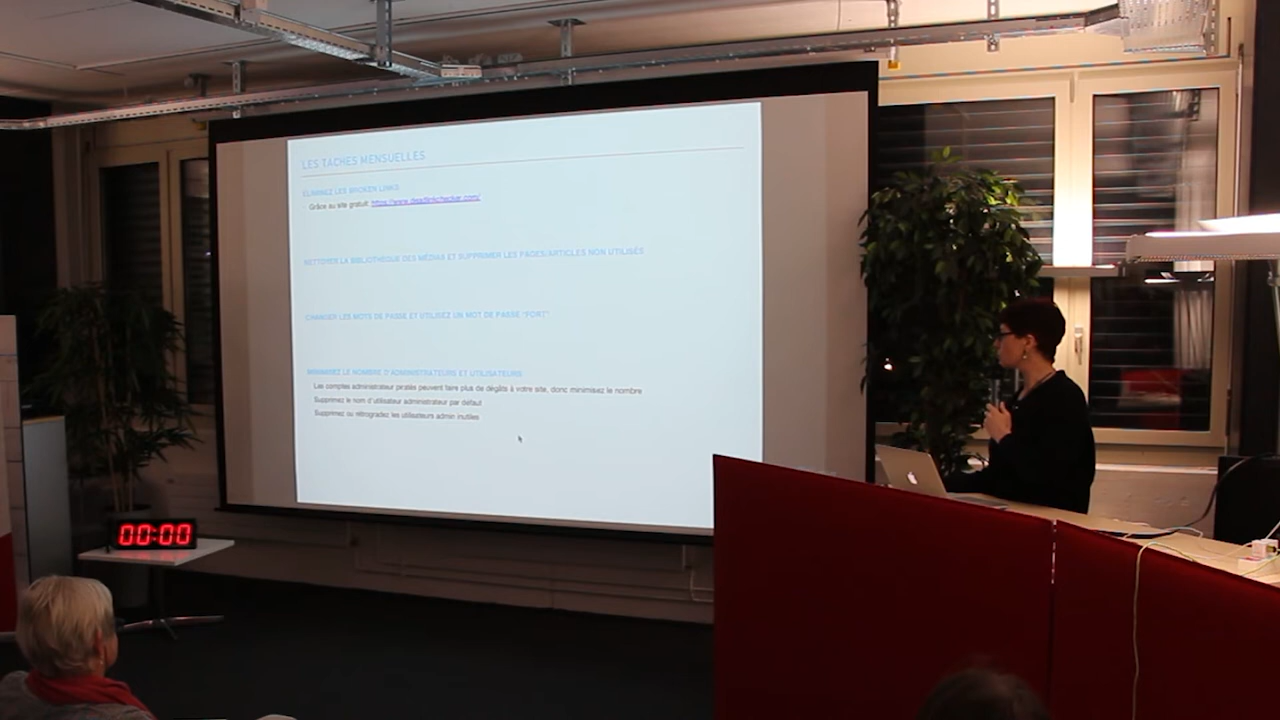 LES TACHES MENSUELLES
ELIMINEZ LES BROKEN LINKS
Grâce au site gratuit: https://www.deadlinkchecker.com/
NETTOYER LA BIBLIOTHEQUE DES MÉDIAS ET SUPPRIMER LES PAGES/ARTICLES NON UTILISÉS
CHANGER LES MOTS DE PASSE ET UTILISEZ UN MOT DE PASSE "FORT"
MINIMISEZ LE NOMBRE D'ADMINISTRATEURS ET UTILISATEURS
Les comptes administrateur piratés peuvent faire plus de dégâts à votre site, donc minimisez le nombre
Supprimez le nom d'utilisateur administrateur par défaut
Supprimez ou rétrogradez les utilisateurs admin inutiles
00:00